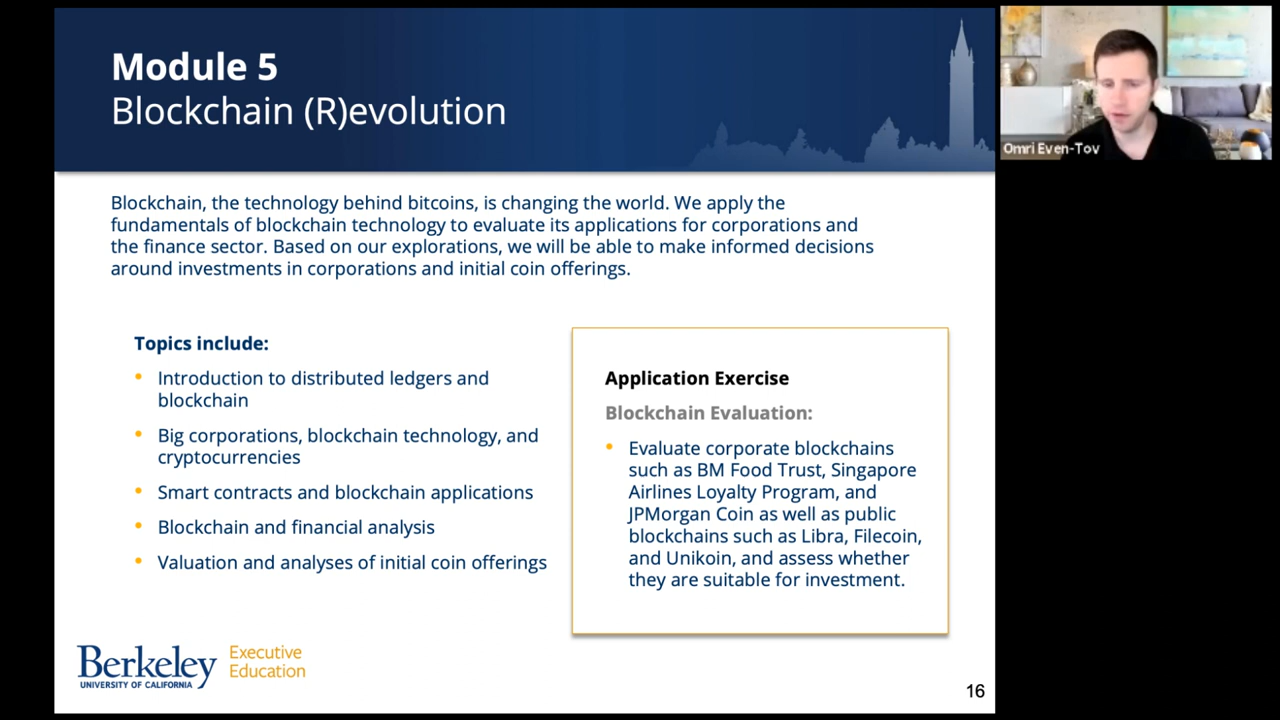 Module 5
Blockchain (R)evolution
Omri Even-Tov
Blockchain, the technology behind bitcoins, is changing the world. We apply the
fundamentals of blockchain technology to evaluate its applications for corporations and
the finance sector. Based on our explorations, we will be able to make informed decisions
around investments in corporations and initial coin offerings.
Topics include:
• Introduction to distributed ledgers and
blockchain
• Big corporations, blockchain technology, and
cryptocurrencies
• Smart contracts and blockchain applications
• Blockchain and financial analysis
• Valuation and analyses of initial coin offerings
Application Exercise
Blockchain Evaluation:
• Evaluate corporate blockchains
such as BM Food Trust, Singapore
Airlines Loyalty Program, and
JPMorgan Coin as well as public
blockchains such as Libra, Filecoin,
and Unikoin, and assess whether
they are suitable for investment.
Berkeley
UNIVERSITY OF CALIFORNIA
Executive
Education
16